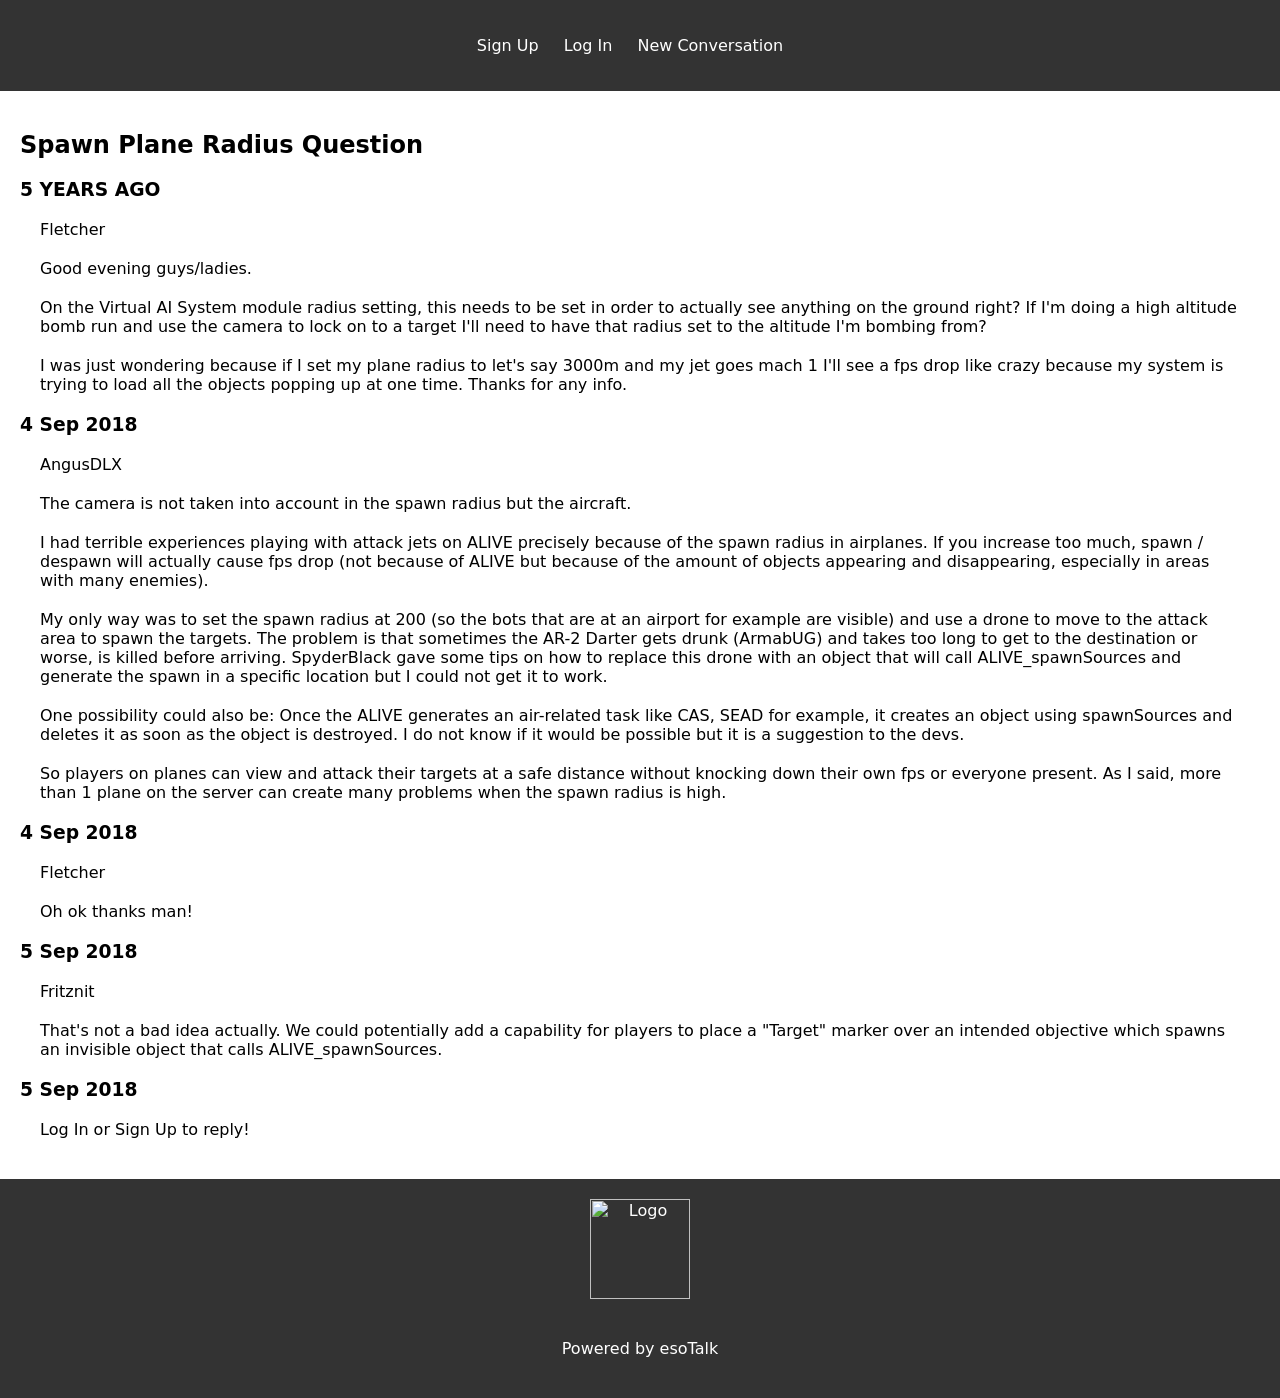 Sign Up Log In New Conversation
Spawn Plane Radius Question
5 YEARS AGO
Fletcher
Good evening guys/ladies.
On the Virtual AI System module radius setting, this needs to be set in order to actually see anything on the ground right? If I'm doing a high altitude
bomb run and use the camera to lock on to a target I'll need to have that radius set to the altitude I'm bombing from?
I was just wondering because if I set my plane radius to let's say 3000m and my jet goes mach 1 I'll see a fps drop like crazy because my system is
trying to load all the objects popping up at one time. Thanks for any info.
4 Sep 2018
AngusDLX
The camera is not taken into account in the spawn radius but the aircraft.
I had terrible experiences playing with attack jets on ALIVE precisely because of the spawn radius in airplanes. If you increase too much, spawn /
despawn will actually cause fps drop (not because of ALIVE but because of the amount of objects appearing and disappearing, especially in areas
with many enemies).
My only way was to set the spawn radius at 200 (so the bots that are at an airport for example are visible) and use a drone to move to the attack
area to spawn the targets. The problem is that sometimes the AR-2 Darter gets drunk (ArmabUG) and takes too long to get to the destination or
worse, is killed before arriving. SpyderBlack gave some tips on how to replace this drone with an object that will call ALIVE_spawnSources and
generate the spawn in a specific location but I could not get it to work.
One possibility could also be: Once the ALIVE generates an air-related task like CAS, SEAD for example, it creates an object using spawnSources and
deletes it as soon as the object is destroyed. I do not know if it would be possible but it is a suggestion to the devs.
So players on planes can view and attack their targets at a safe distance without knocking down their own fps or everyone present. As I said, more
than 1 plane on the server can create many problems when the spawn radius is high.
4 Sep 2018
Fletcher
Oh ok thanks man!
5 Sep 2018
Fritznit
That's not a bad idea actually. We could potentially add a capability for players to place a "Target" marker over an intended objective which spawns
an invisible object that calls ALIVE_spawnSources.
5 Sep 2018
Log In or Sign Up to reply!
Logo
Powered by esoTalk